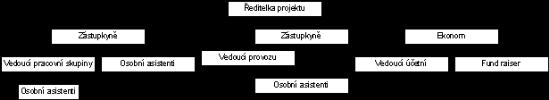 Ředitelka projektu
Zástupkyně
Zástupkyně
Ekonom
Vedoucí pracovní skupiny
Osobní asistenti
Vedoucí provozu
Vedoucí účetní
Fund raiser
Osobní asistenti
Osobní asistenti